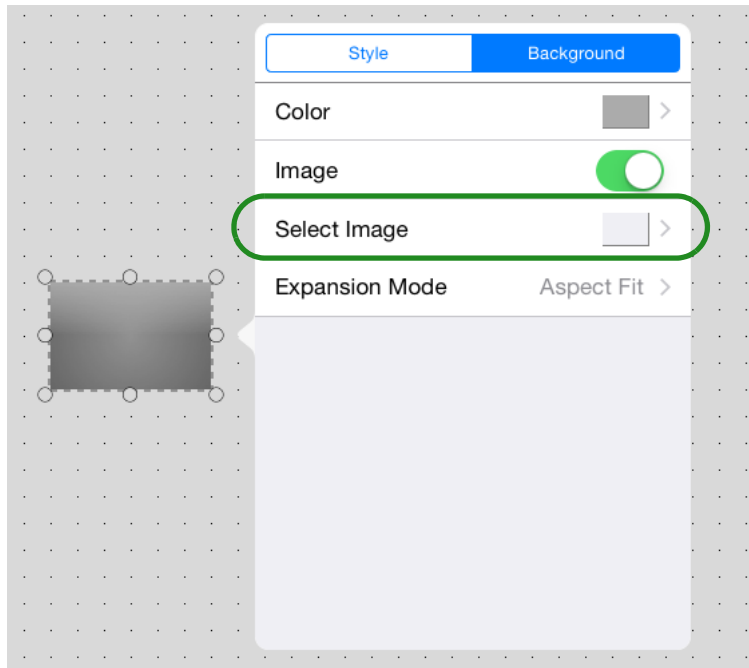 Style Background
Color
Image
Select Image
Expansion Mode Aspect Fit